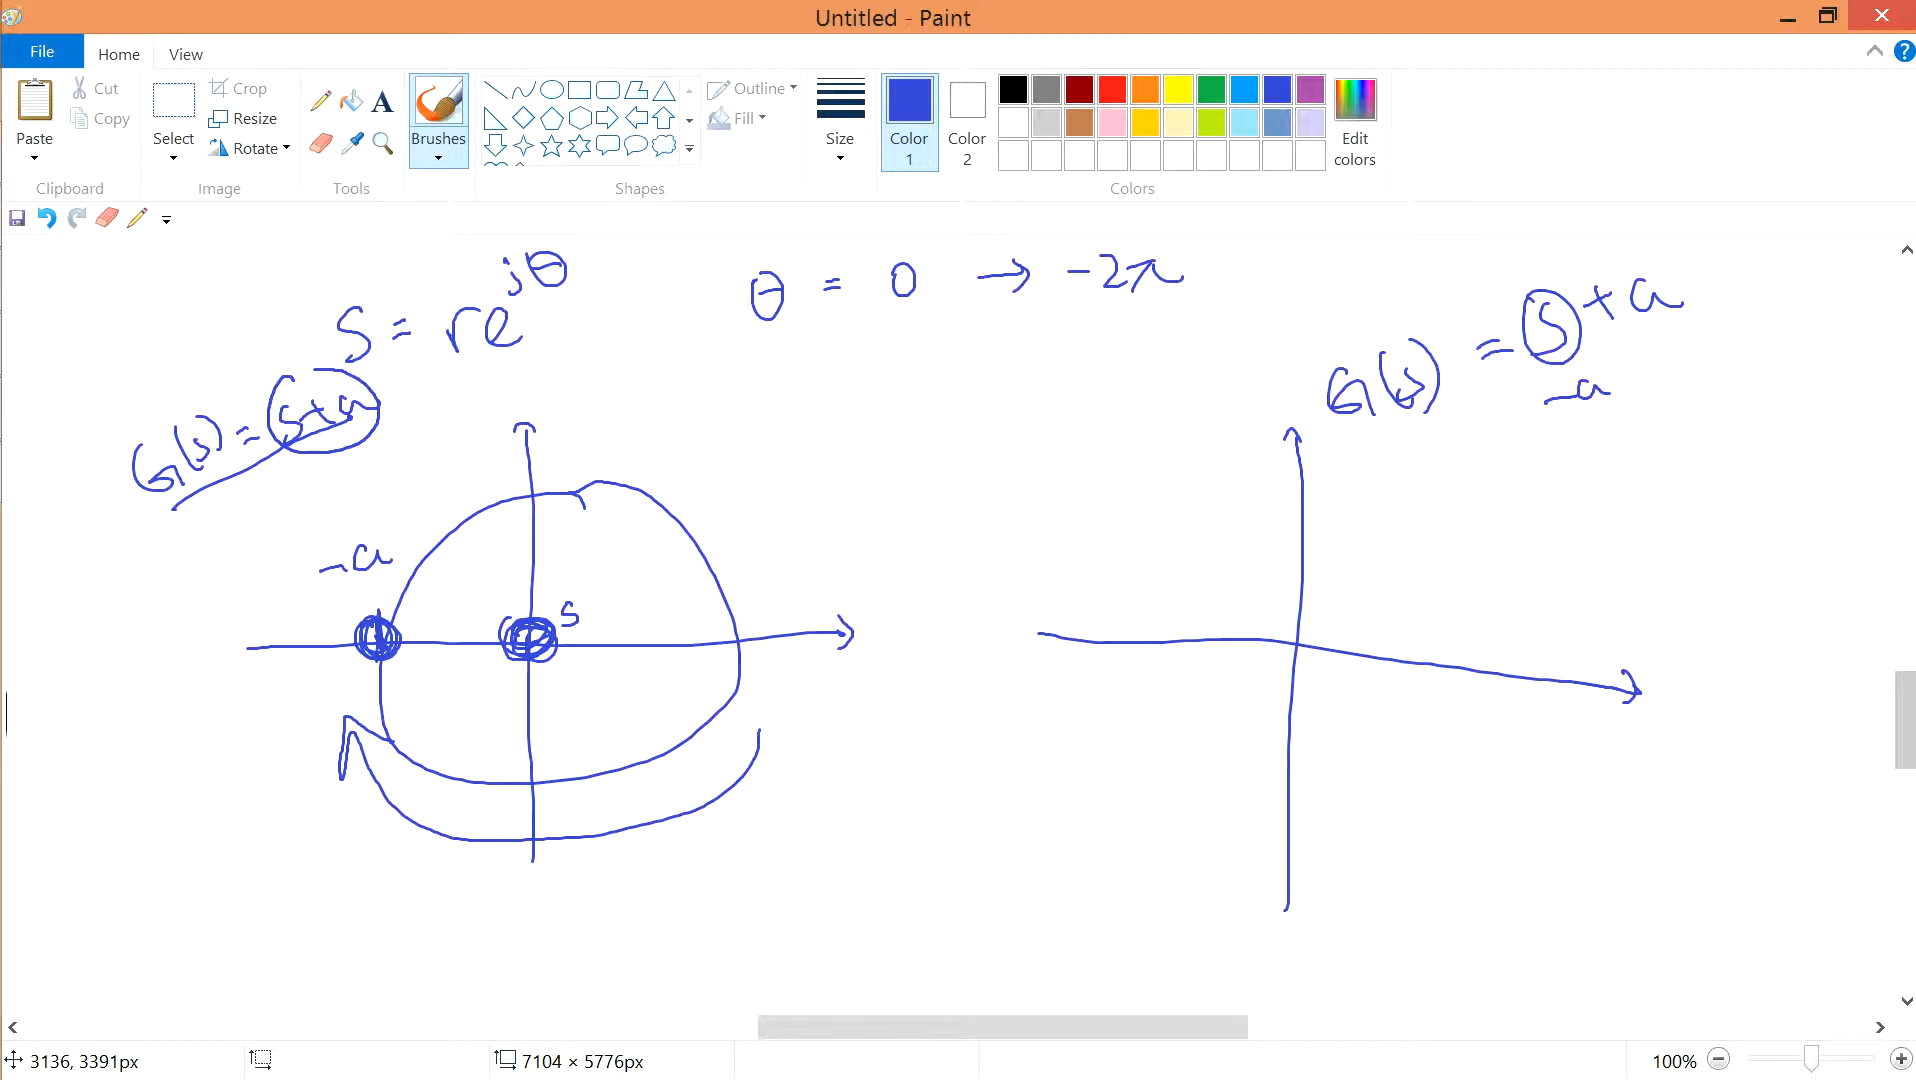 Untitled - Paint
File Home View
Paste
Cut
Copy
Clipboard
Select
Crop
Resize
Rotate
Image
A
Tools
Brushes
Outline
Fill
Shapes
Size
Color 1
Color 2
Edit colors
Colors
s = re^jθ
θ = 0 → -2π
G(s) = s + a
-a
G(s) = s+a
-a
s
3136, 3391px
7104 × 5776px
100%